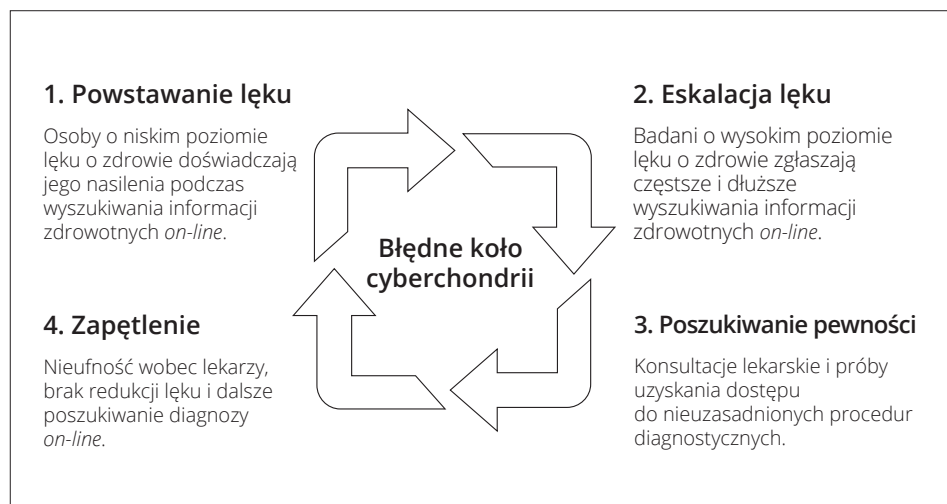 1. Powstawanie lęku
Osoby o niskim poziomie
lęku o zdrowie doświadczają
jego nasilenia podczas
wyszukiwania informacji
zdrowotnych on-line.
2. Eskalacja lęku
Badani o wysokim poziomie
lęku o zdrowie zgłaszają
częstsze i dłuższe
wyszukiwania informacji
zdrowotnych on-line.
Błędne koło
cyberchondrii
3. Poszukiwanie pewności
Konsultacje lekarskie i próby
uzyskania dostępu
do nieuzasadnionych procedur
diagnostycznych.
4. Zapętlenie
Nieufność wobec lekarzy,
brak redukcji lęku i dalsze
poszukiwanie diagnozy
on-line.